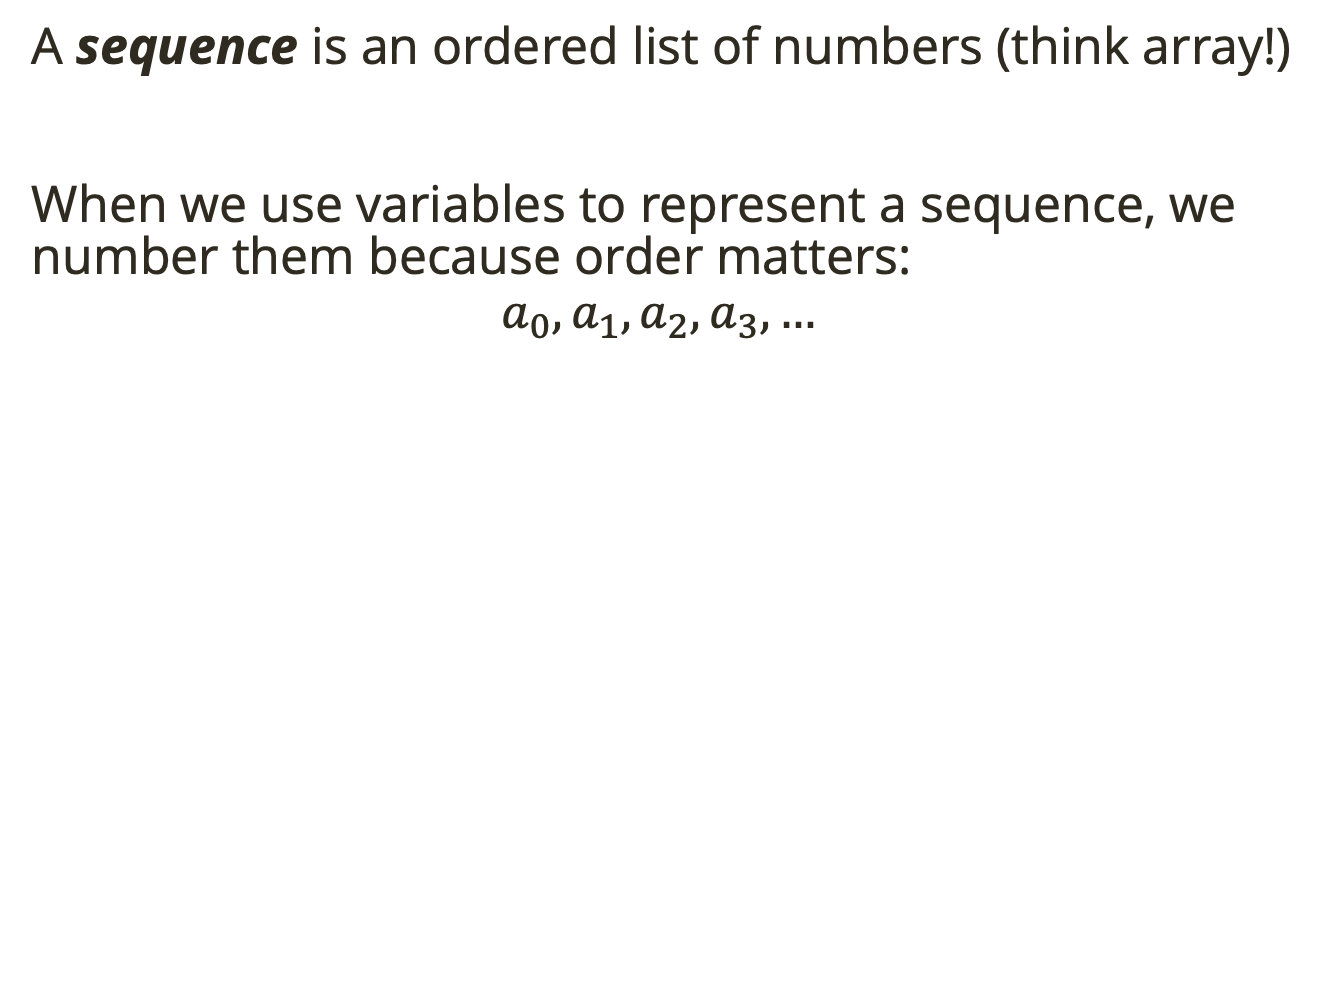 A sequence is an ordered list of numbers (think array!)
When we use variables to represent a sequence, we
number them because order matters:
a₀, a₁, a₂, a₃, …